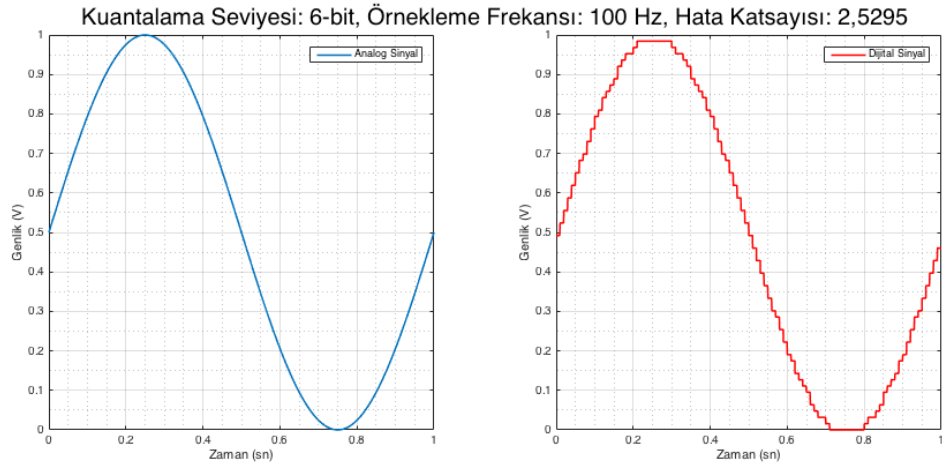 Kuantalama Seviyesi: 6-bit, Örnekleme Frekansı: 100 Hz, Hata Katsayısı: 2,5295
Analog Sinyal
1
0.9
0.8
0.7
0.6
0.5
0.4
0.3
0.2
0.1
0
Genlik (V)
0 0.2 0.4 0.6 0.8 1
Zaman (sn)
Dijital Sinyal
1
0.9
0.8
0.7
0.6
0.5
0.4
0.3
0.2
0.1
0
Genlik (V)
0 0.2 0.4 0.6 0.8 1
Zaman (sn)